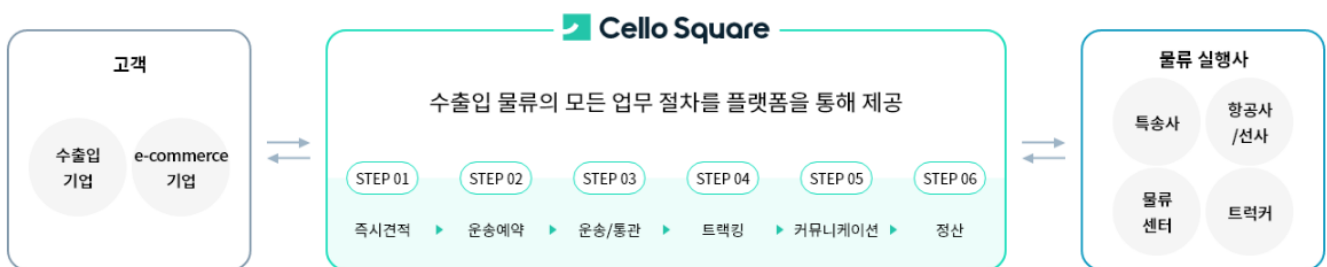 Cello Square
고객
수출입
기업
e-commerce
기업
수출입 물류의 모든 업무 절차를 플랫폼을 통해 제공
STEP 01
STEP 02
STEP 03
STEP 04
STEP 05
STEP 06
즉시견적
운송예약
운송/통관
트랙킹
커뮤니케이션
정산
물류 실행사
특송사
항공사
/선사
물류
센터
트럭커